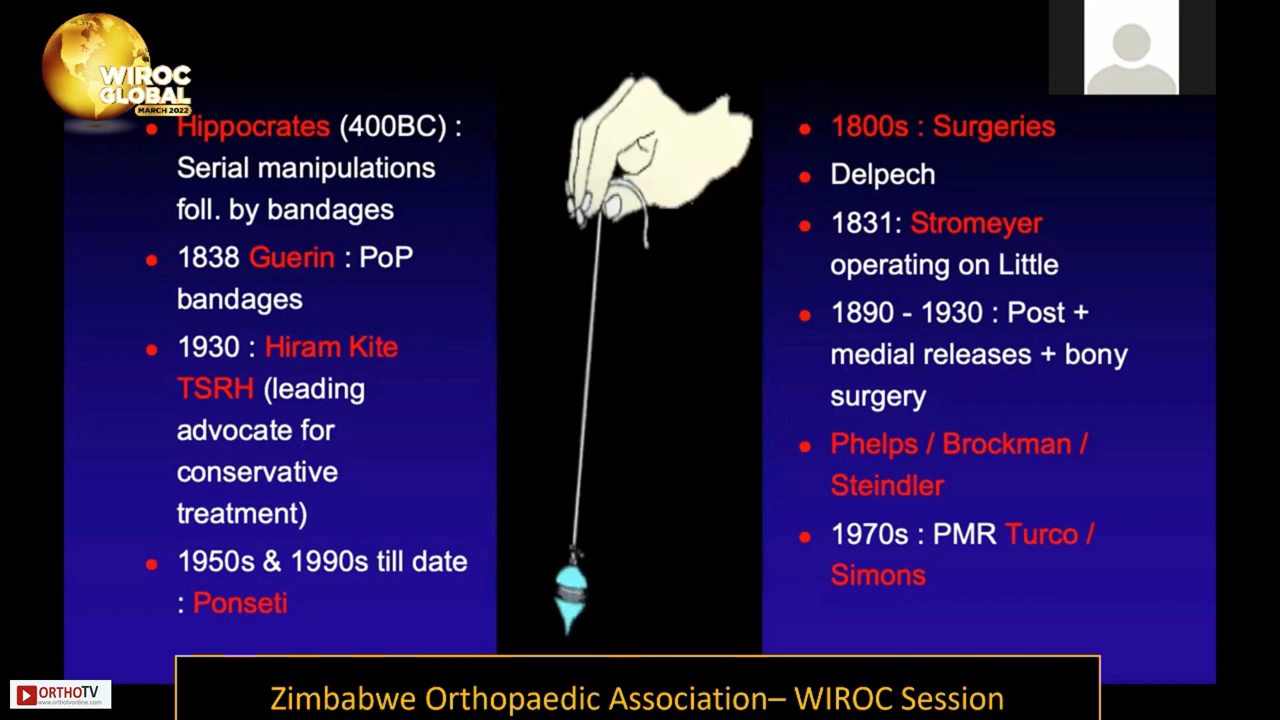 WIROC
GLOBAL
MARCH 2022
• Hippocrates (400BC) :
Serial manipulations
foll. by bandages
• 1838 Guerin : PoP
bandages
• 1930 : Hiram Kite
TSRH (leading
advocate for
conservative
treatment)
• 1950s & 1990s till date
: Ponseti
• 1800s : Surgeries
• Delpech
• 1831: Stromeyer
operating on Little
• 1890 - 1930 : Post +
medial releases + bony
surgery
• Phelps / Brockman /
Steindler
• 1970s : PMR Turco /
Simons
ORTHOTV
www.orthotvonline.com
Zimbabwe Orthopaedic Association– WIROC Session